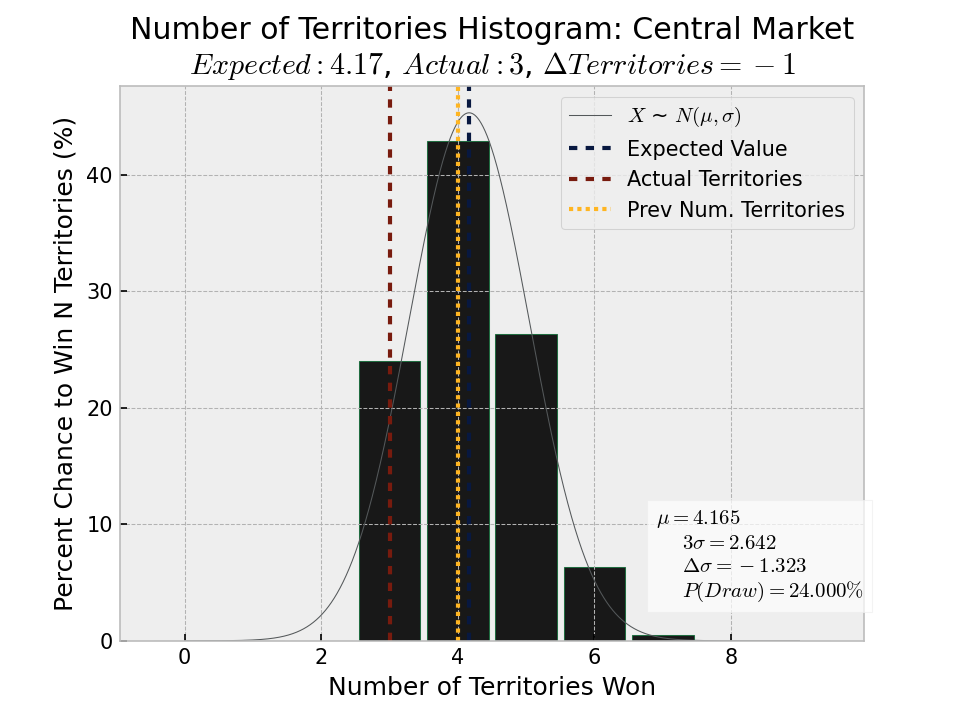 Number of Territories Histogram: Central Market
Expected : 4.17, Actual : 3, ΔTerritories = −1
Percent Chance to Win N Territories (%)
40
30
20
10
0
X ~ N(μ, σ)
Expected Value
Actual Territories
Prev Num. Territories
μ = 4.165
3σ = 2.642
Δσ = −1.323
P(Draw) = 24.000%
0 2 4 6 8
Number of Territories Won